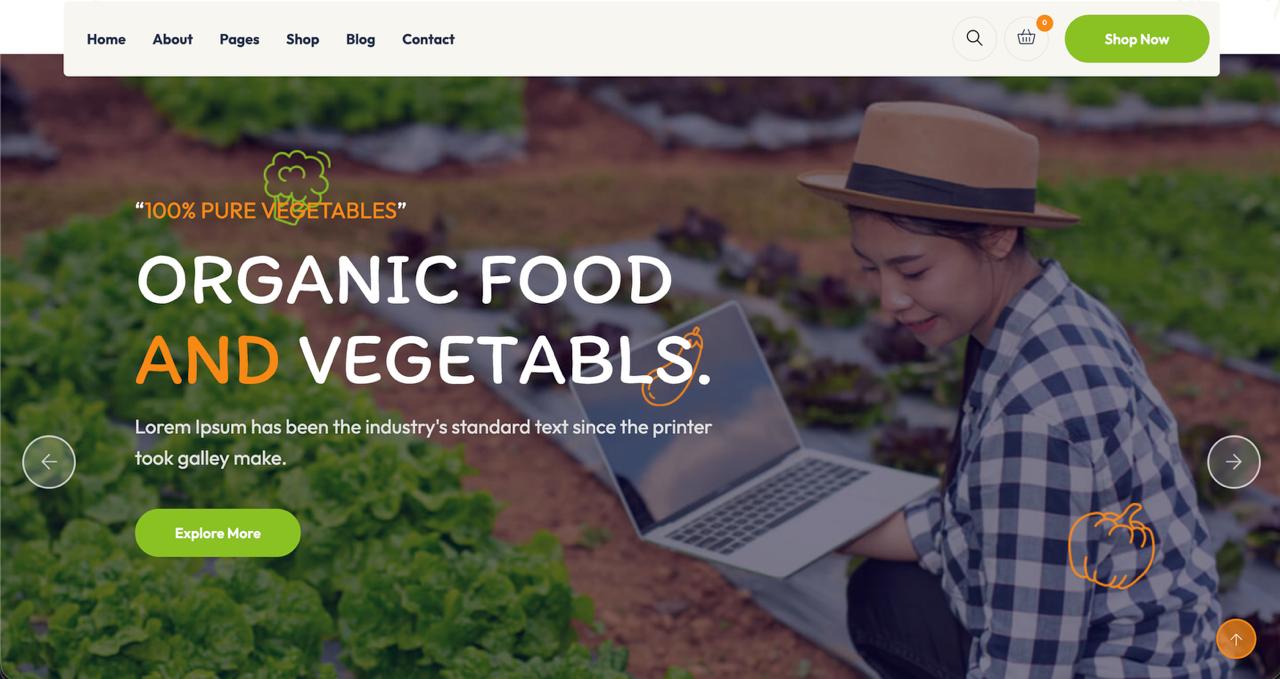 Home About Pages Shop Blog Contact 0 Shop Now
“100% PURE VEGETABLES”
ORGANIC FOOD
AND VEGETABLS.
Lorem Ipsum has been the industry's standard text since the printer
took galley make.
Explore More